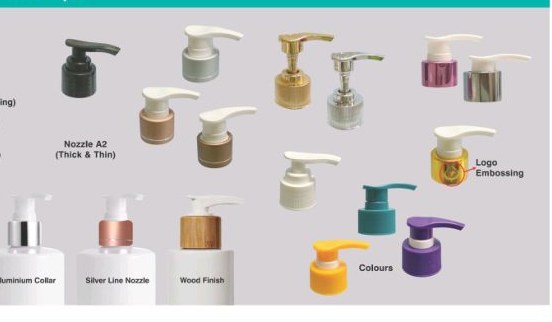 ing)
Nozzle A2
(Thick & Thin)
Logo
Embossing
luminium Collar
Silver Line Nozzle
Wood Finish
Colours